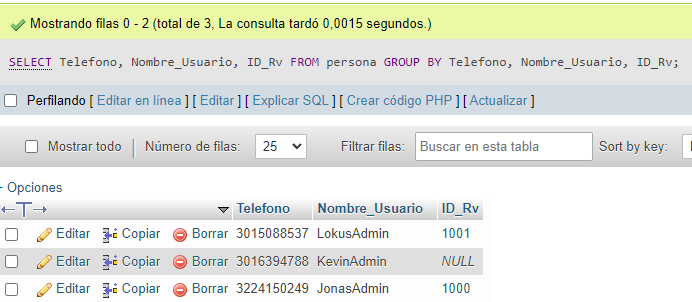 Mostrando filas 0 - 2 (total de 3, La consulta tardó 0,0015 segundos.)
SELECT Telefono, Nombre_Usuario, ID_Rv FROM persona GROUP BY Telefono, Nombre_Usuario, ID_Rv;
Perfilando [ Editar en línea ] [ Editar ] [ Explicar SQL ] [ Crear código PHP ] [ Actualizar ]
Mostrar todo | Número de filas: 25 Filtrar filas: Buscar en esta tabla Sort by key:
+ Opciones
←T→ Telefono Nombre_Usuario ID_Rv
Editar Copiar Borrar 3015088537 LokusAdmin 1001
Editar Copiar Borrar 3016394788 KevinAdmin NULL
Editar Copiar Borrar 3224150249 JonasAdmin 1000